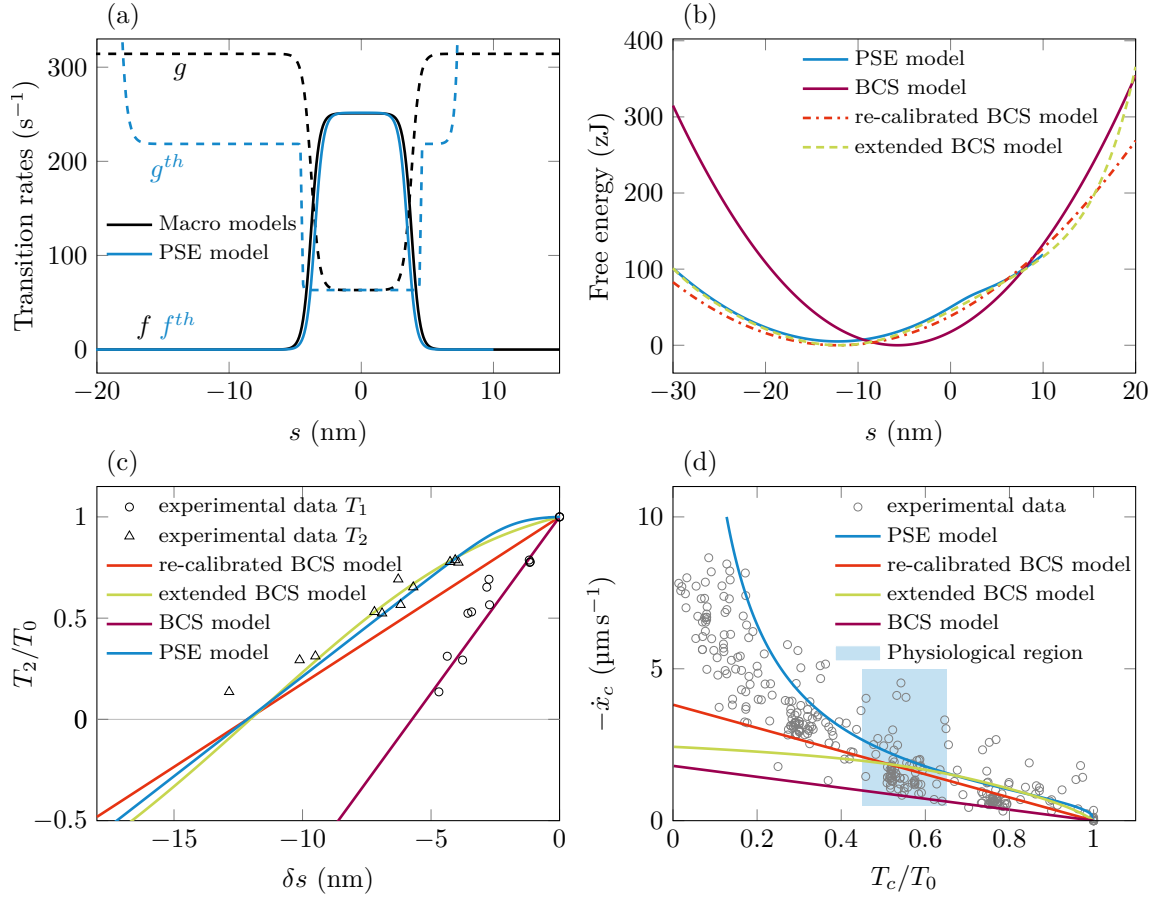 (a)
Transition rates (s⁻¹)
300
200
100
0
g
g^{th}
Macro models
PSE model
f f^{th}
−20
−10
0
10
s (nm)
(b)
Free energy (zJ)
400
300
200
100
0
PSE model
BCS model
re-calibrated BCS model
extended BCS model
−30
−20
−10
0
10
20
s (nm)
(c)
T₂/T₀
1
0.5
0
−0.5
experimental data T₁
experimental data T₂
re-calibrated BCS model
extended BCS model
BCS model
PSE model
−15
−10
−5
0
δs (nm)
(d)
−ẋ_c (µm s⁻¹)
10
5
0
experimental data
PSE model
re-calibrated BCS model
extended BCS model
BCS model
Physiological region
0
0.2
0.4
0.6
0.8
1
T_c/T₀